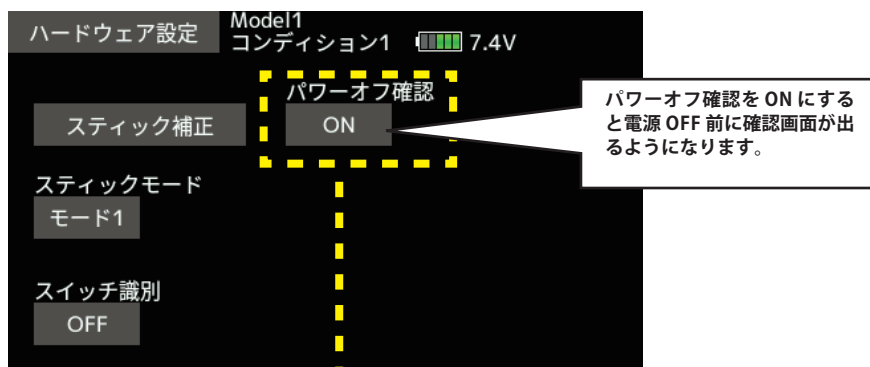 ハードウェア設定
Model1
コンディション1 7.4V
パワーオフ確認
スティック補正
ON
スティックモード
モード1
スイッチ識別
OFF
パワーオフ確認を ON にする
と電源 OFF 前に確認画面が出
るようになります。